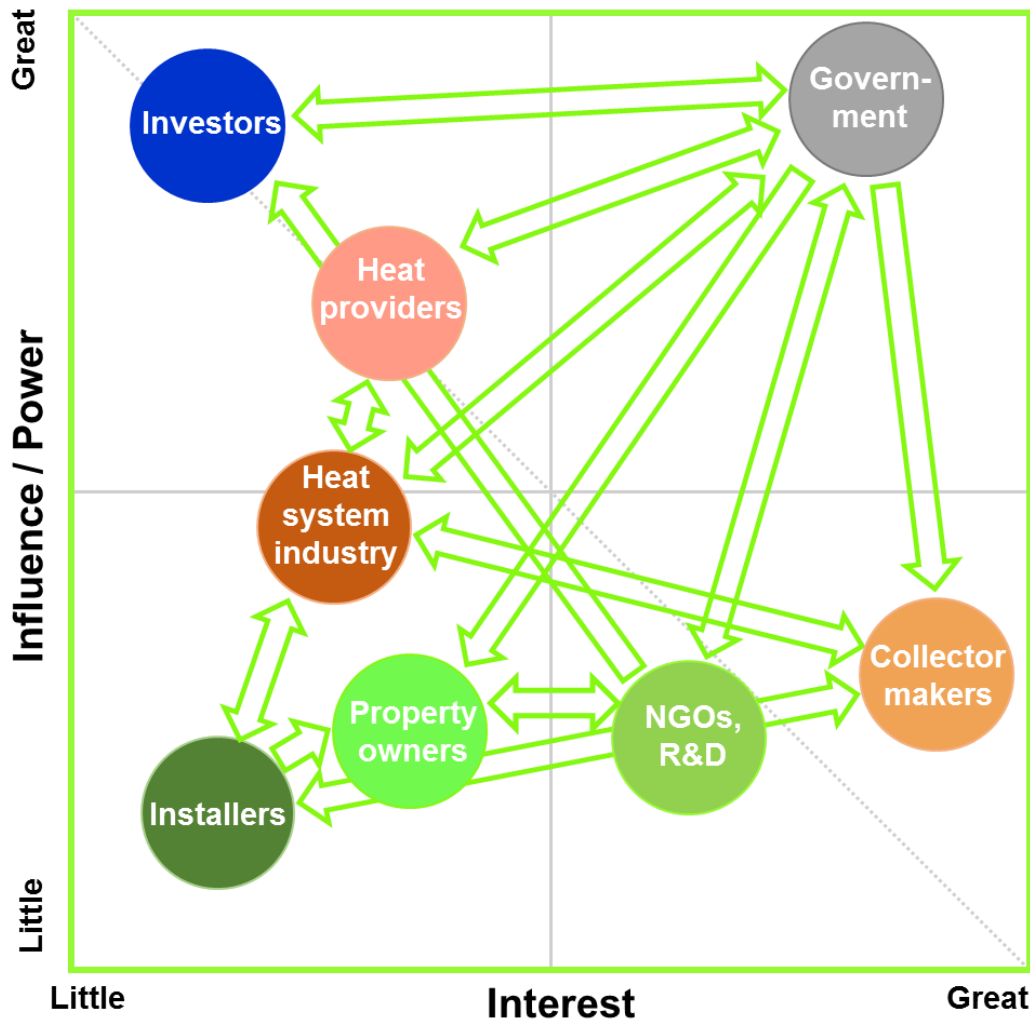 Great
Govern-
ment
Investors
Heat
providers
Influence / Power
Heat
system
industry
Collector
makers
Property
owners
NGOs,
R&D
Installers
Little
Little
Interest
Great